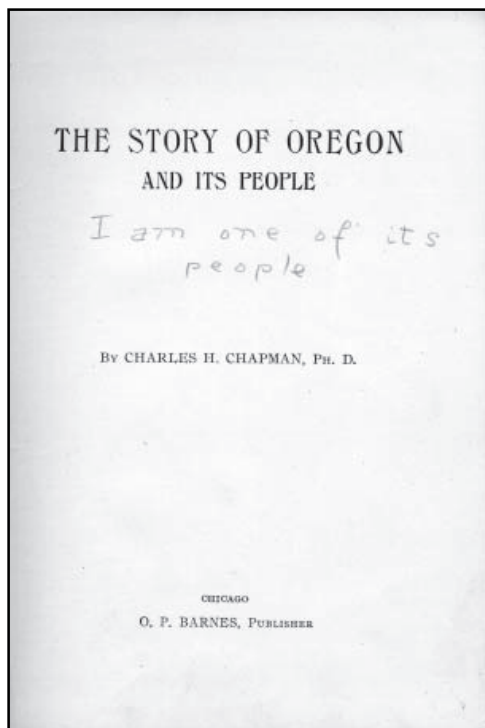 THE STORY OF OREGON
AND ITS PEOPLE
I am one of its
people
BY CHARLES H. CHAPMAN, PH. D.
CHICAGO
O. P. BARNES, PUBLISHER